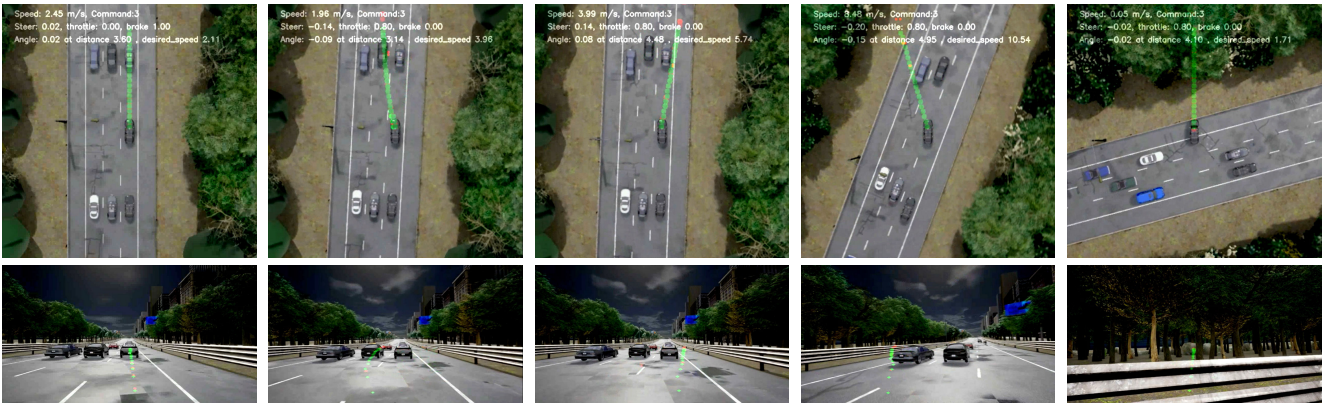 Speed: 2.45 m/s, Command:3
Steer: 0.02, throttle: 0.00, brake 1.00
Angle: 0.02 at distance 3.60 , desired_speed 2.11
Speed: 1.96 m/s, Command:3
Steer: -0.14, throttle: 0.80, brake 0.00
Angle: -0.09 at distance 3.14 , desired_speed 3.96
Speed: 3.99 m/s, Command:3
Steer: 0.14, throttle: 0.80, brake 0.00
Angle: 0.08 at distance 4.48 , desired_speed 5.74
Speed: 3.48 m/s, Command:3
Steer: -0.20, throttle: 0.80, brake 0.00
Angle: -0.15 at distance 4.95 , desired_speed 10.54
Speed: 0.05 m/s, Command:3
Steer: -0.02, throttle: 0.80, brake 0.00
Angle: -0.02 at distance 4.10 , desired_speed 1.71